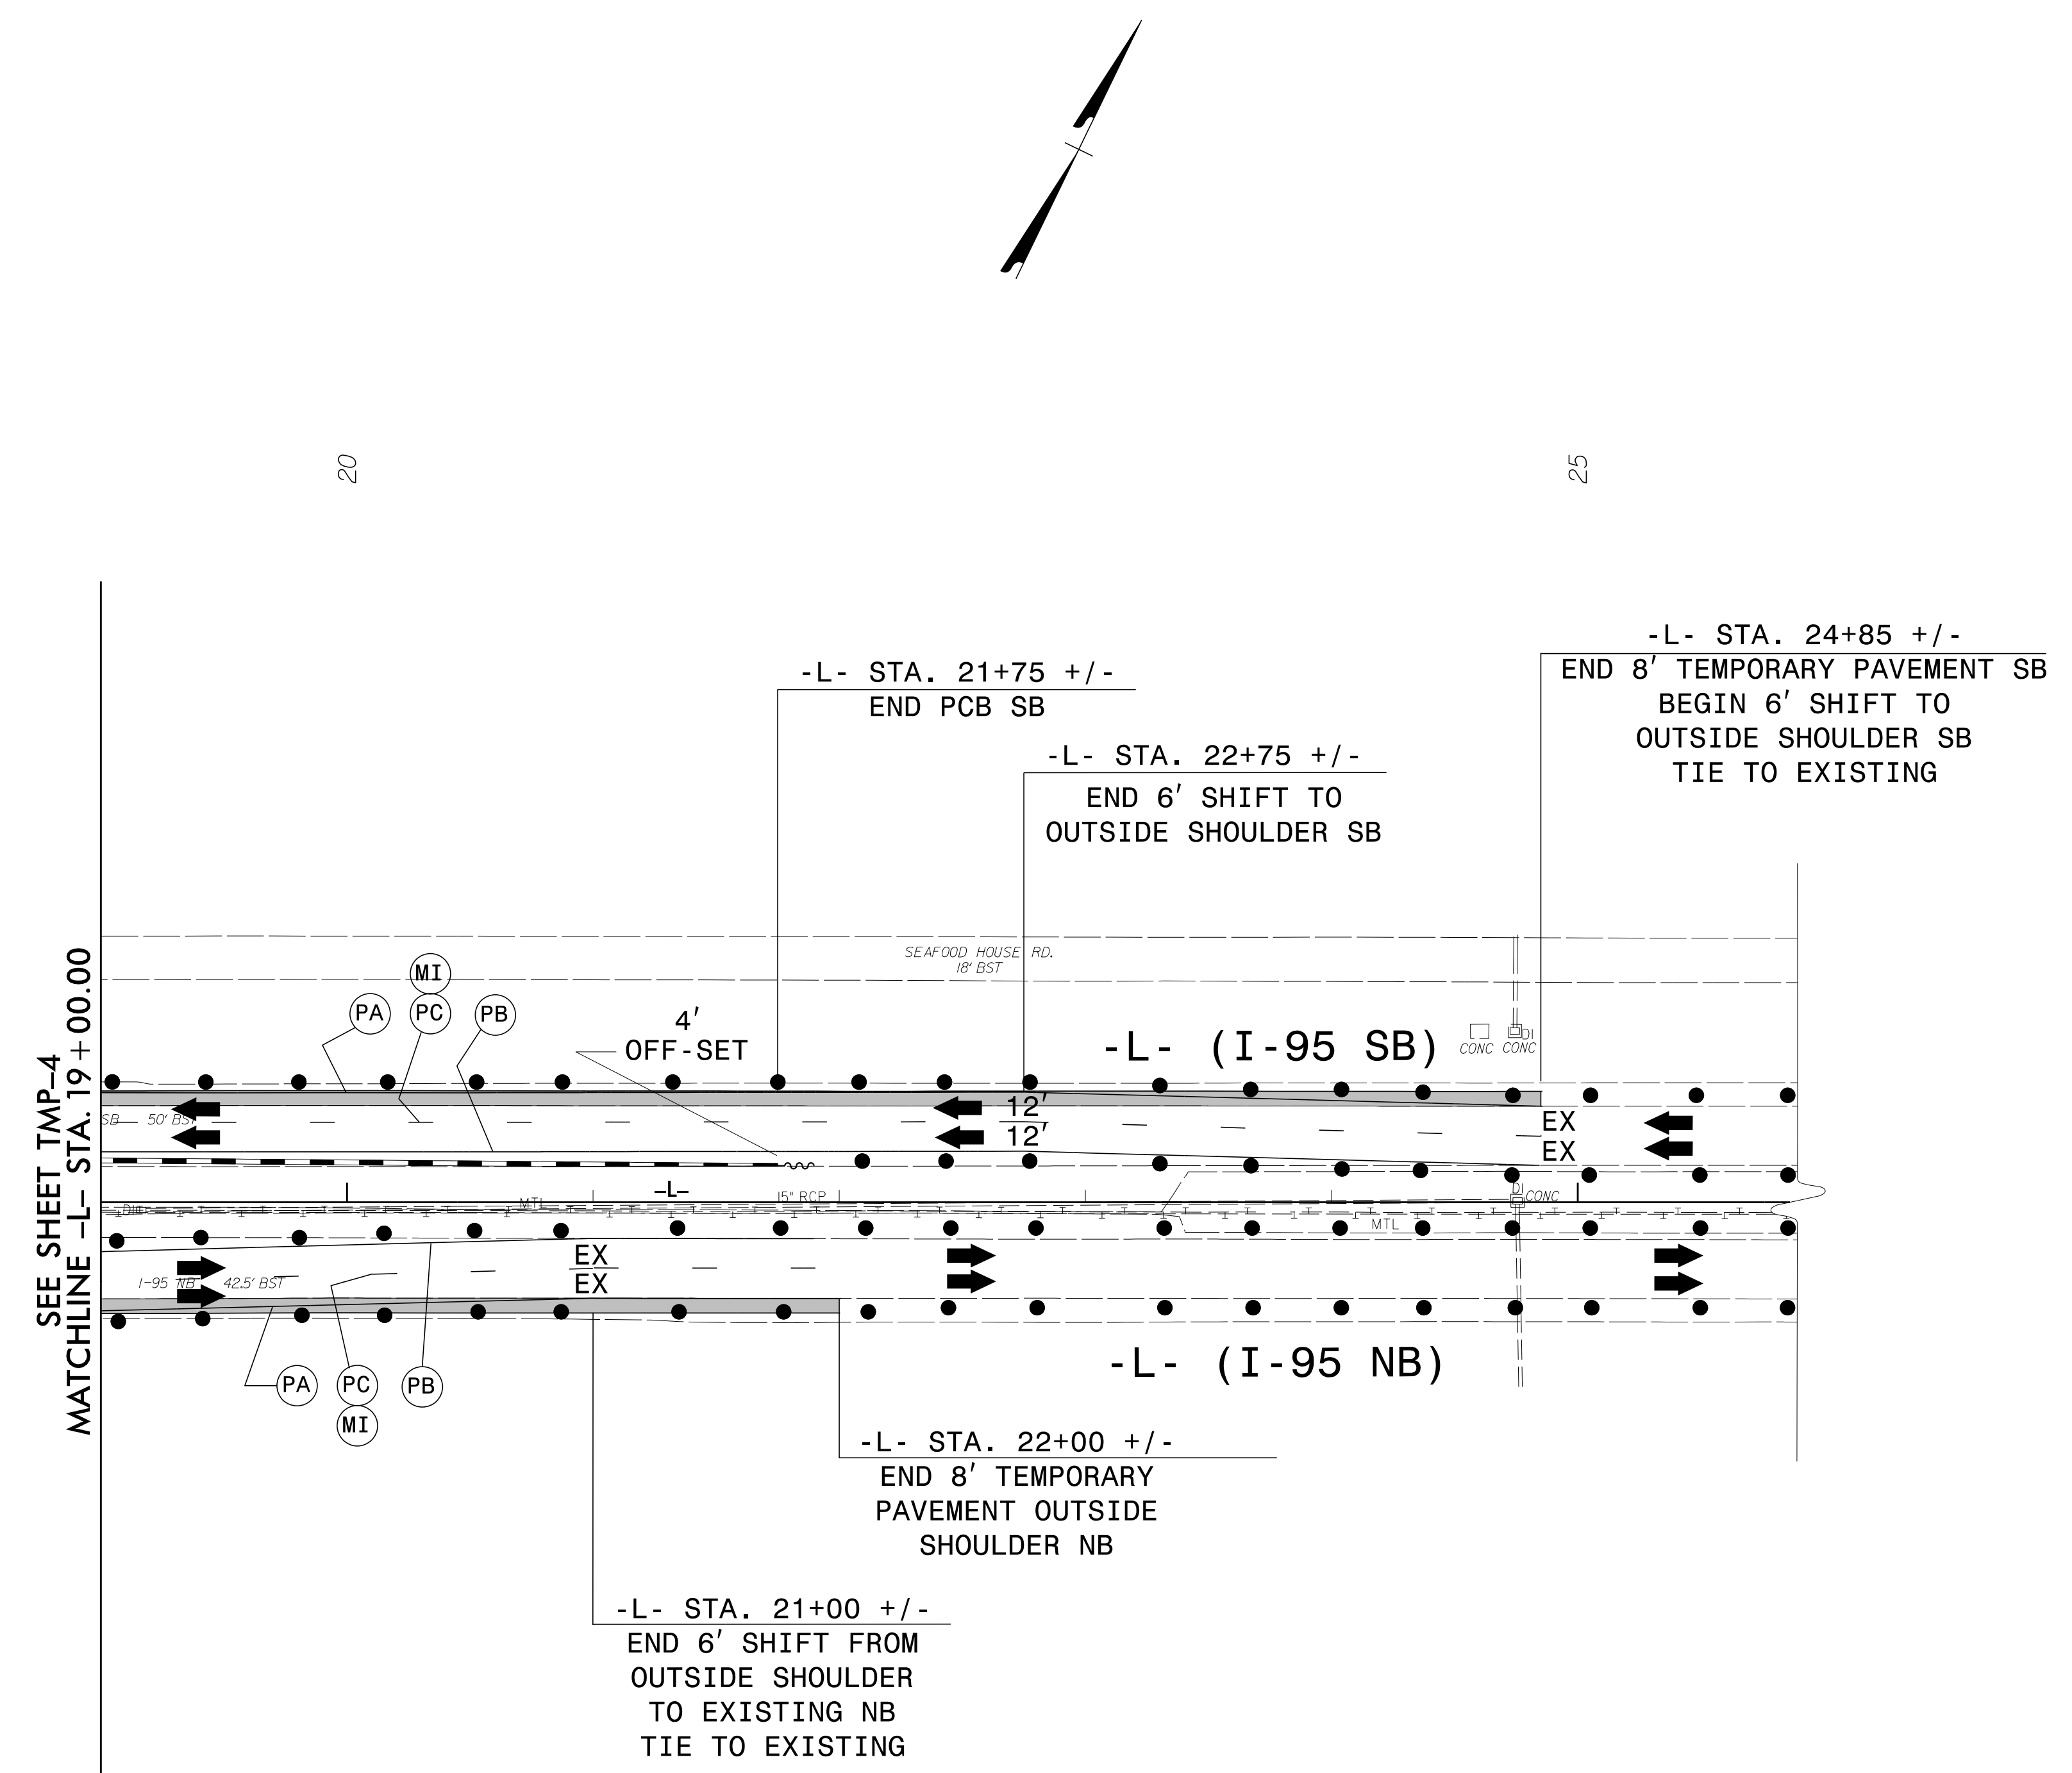 20
25
-L- STA. 24+85 +/-
END 8' TEMPORARY PAVEMENT SB
BEGIN 6' SHIFT TO
OUTSIDE SHOULDER SB
TIE TO EXISTING
-L- STA. 21+75 +/-
END PCB SB
-L- STA. 22+75 +/-
END 6' SHIFT TO
OUTSIDE SHOULDER SB
SEE SHEET TMP-4
MATCHLINE -L- STA. 19+00.00
SEAFOOD HOUSE RD.
18' BST
MI
PA
PC
PB
4'
OFF-SET
-L- (I-95 SB)
CONC
DI
CONC
12'
12'
SB 50' BST
EX
EX
-L-
15" RCP
MTL
DI
CONC
DI
MTL
EX
EX
I-95 NB 42.5' BST
-L- (I-95 NB)
PA
PC
PB
MI
-L- STA. 22+00 +/-
END 8' TEMPORARY
PAVEMENT OUTSIDE
SHOULDER NB
-L- STA. 21+00 +/-
END 6' SHIFT FROM
OUTSIDE SHOULDER
TO EXISTING NB
TIE TO EXISTING